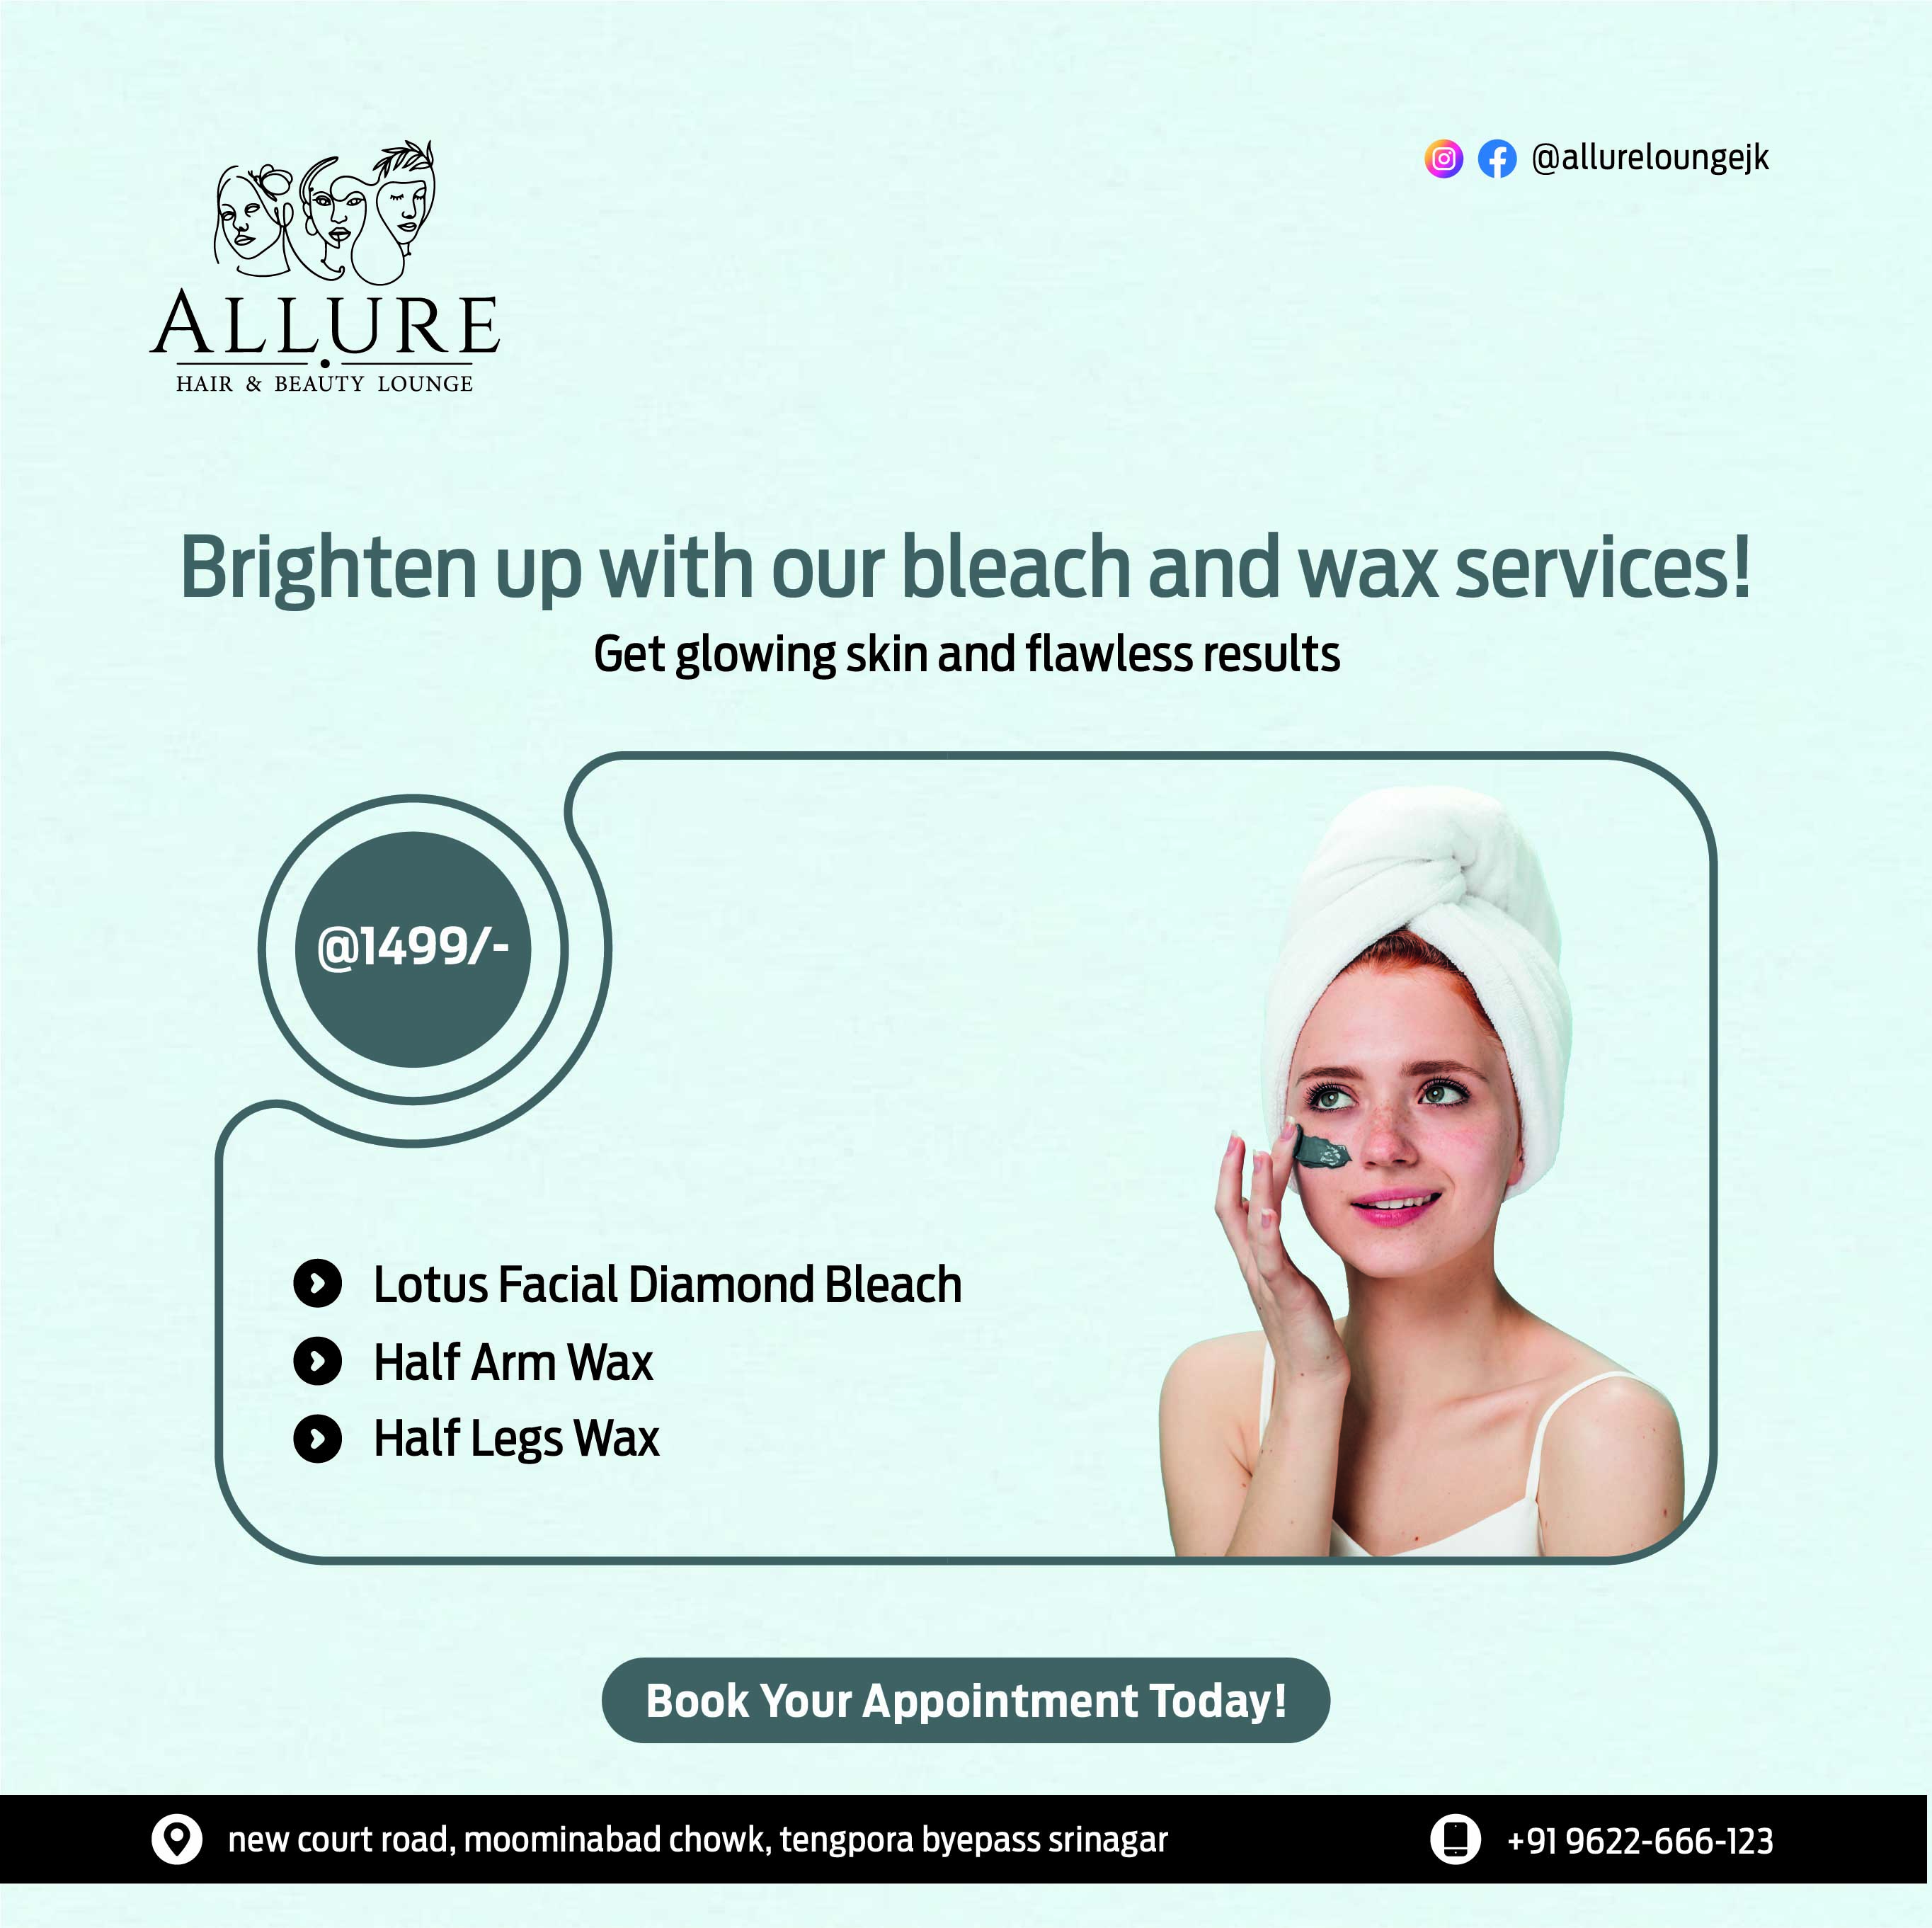 ALLURE
HAIR & BEAUTY LOUNGE
@allureloungejk
Brighten up with our bleach and wax services!
Get glowing skin and flawless results
@1499/-
Lotus Facial Diamond Bleach
Half Arm Wax
Half Legs Wax
Book Your Appointment Today!
new court road, moominabad chowk, tengpora byepass srinagar
+91 9622-666-123